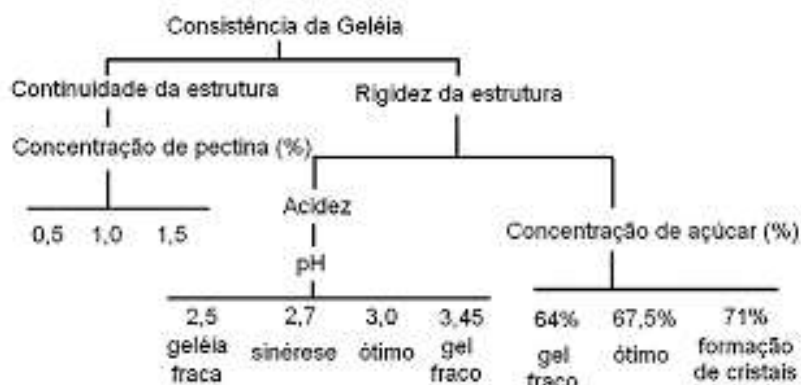 Consistência da Geléia
Continuidade da estrutura
Rigidez da estrutura
Concentração de pectina (%)
0,5 1,0 1,5
Acidez
pH
Concentração de açúcar (%)
2,5 2,7 3,0 3,45
geléia fraca sinérese ótimo gel fraco
64% 67,5% 71%
gel fraco ótimo formação de cristais